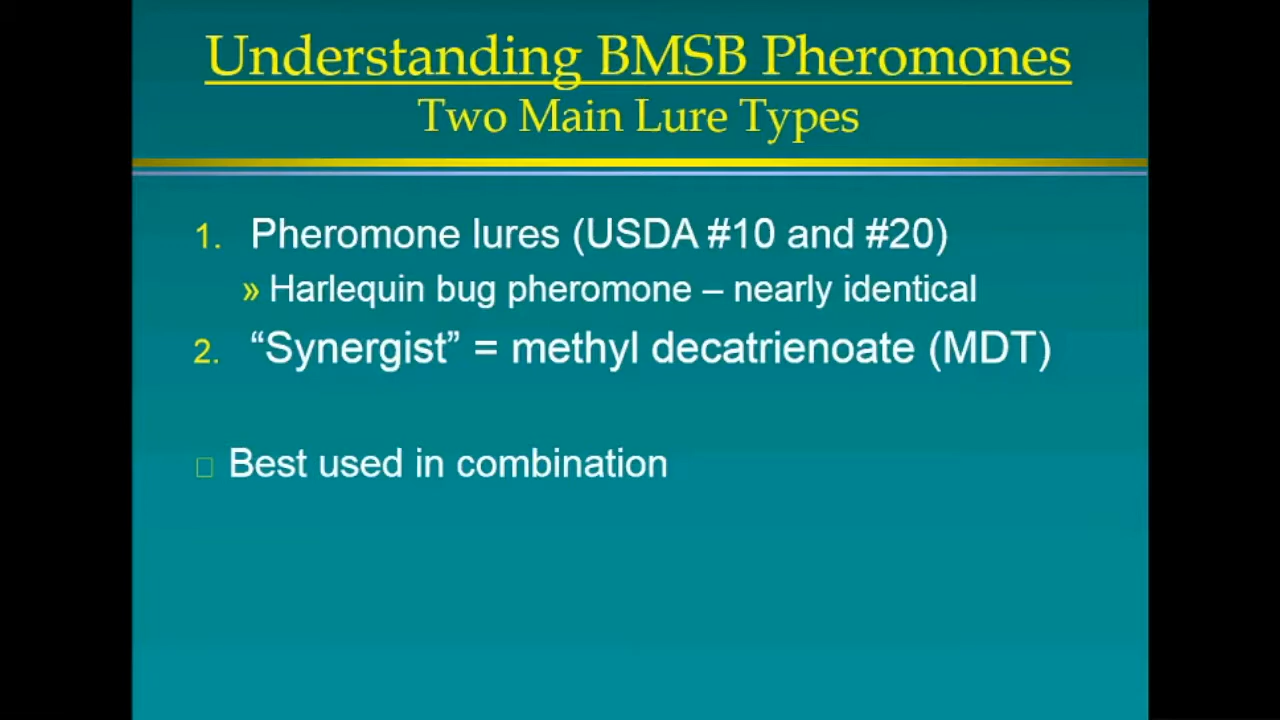 Understanding BMSB Pheromones
Two Main Lure Types
1. Pheromone lures (USDA #10 and #20)
» Harlequin bug pheromone – nearly identical
2. “Synergist” = methyl decatrienoate (MDT)
Best used in combination